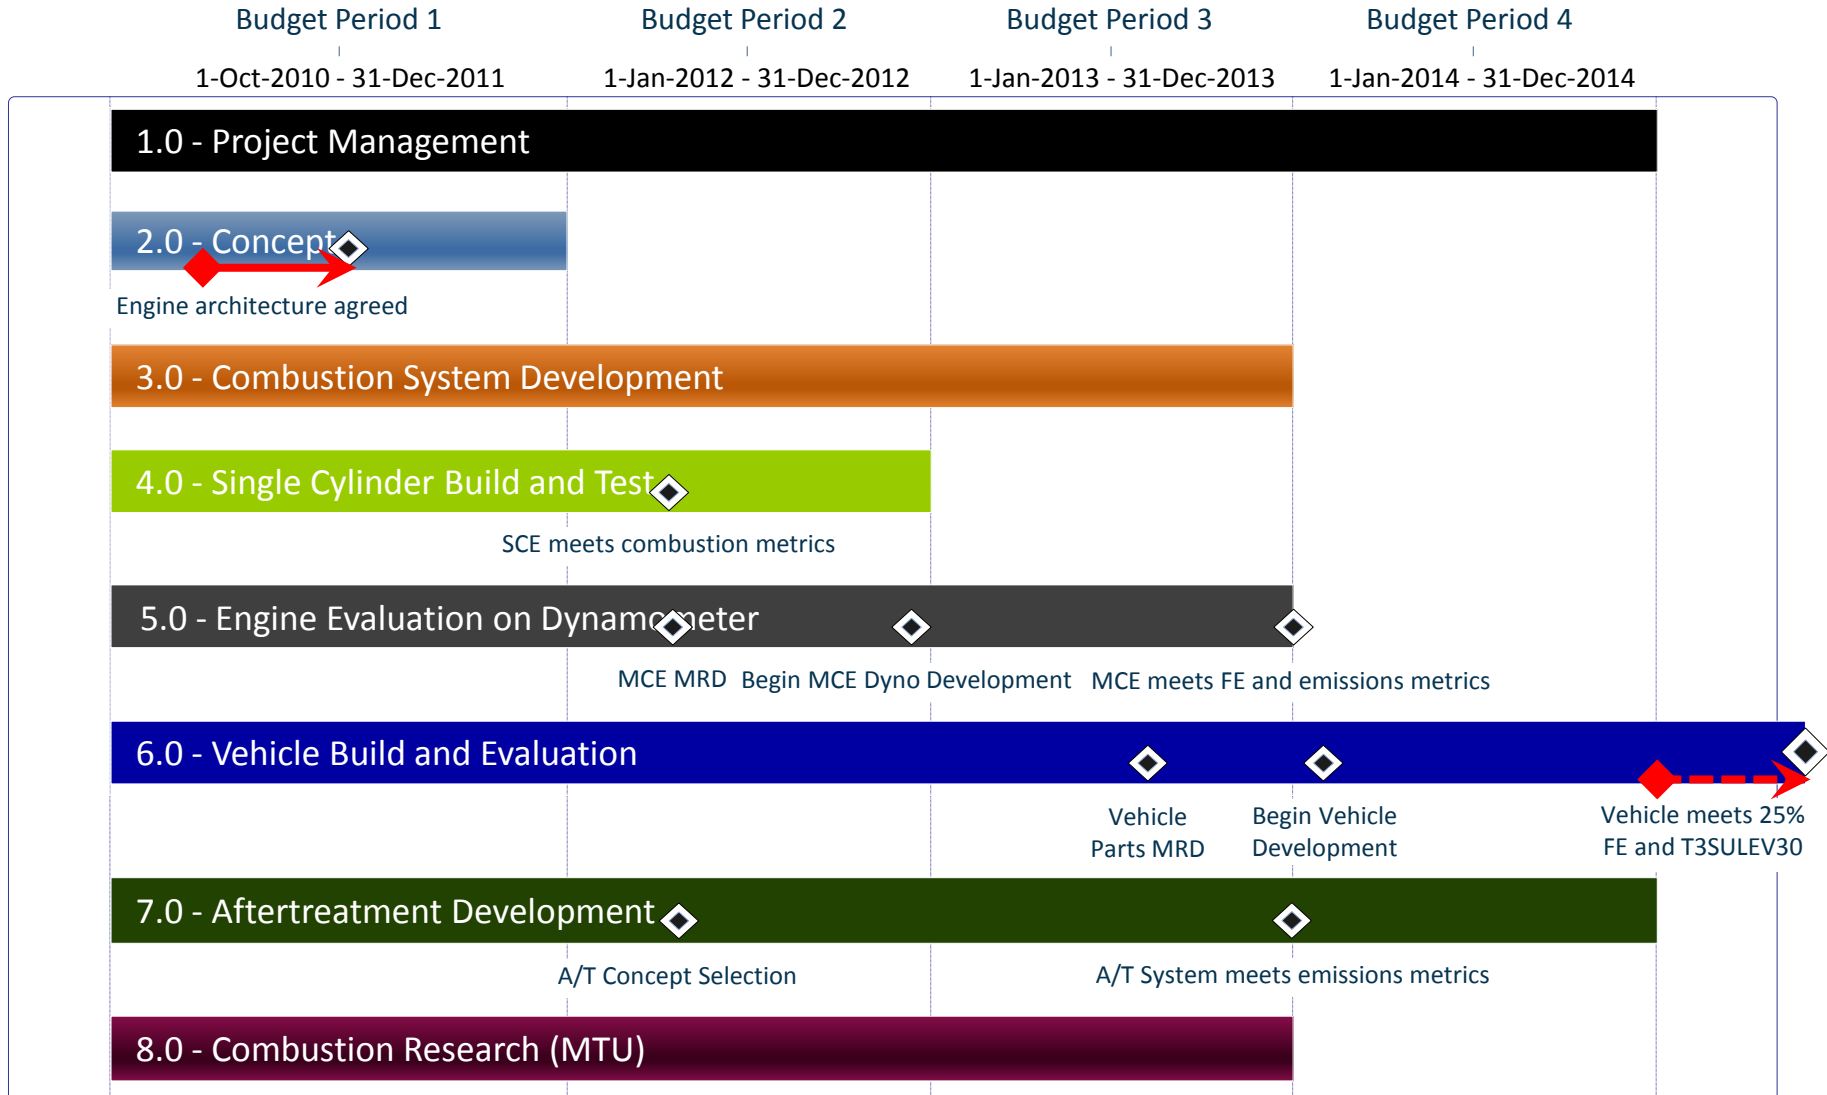 Budget Period 1
Budget Period 2
Budget Period 3
Budget Period 4
1-Oct-2010 - 31-Dec-2011
1-Jan-2012 - 31-Dec-2012
1-Jan-2013 - 31-Dec-2013
1-Jan-2014 - 31-Dec-2014
1.0 - Project Management
2.0 - Concept
Engine architecture agreed
3.0 - Combustion System Development
4.0 - Single Cylinder Build and Test
SCE meets combustion metrics
5.0 - Engine Evaluation on Dynamometer
MCE MRD
Begin MCE Dyno Development
MCE meets FE and emissions metrics
6.0 - Vehicle Build and Evaluation
Vehicle
Parts MRD
Begin Vehicle
Development
Vehicle meets 25%
FE and T3SULEV30
7.0 - Aftertreatment Development
A/T Concept Selection
A/T System meets emissions metrics
8.0 - Combustion Research (MTU)